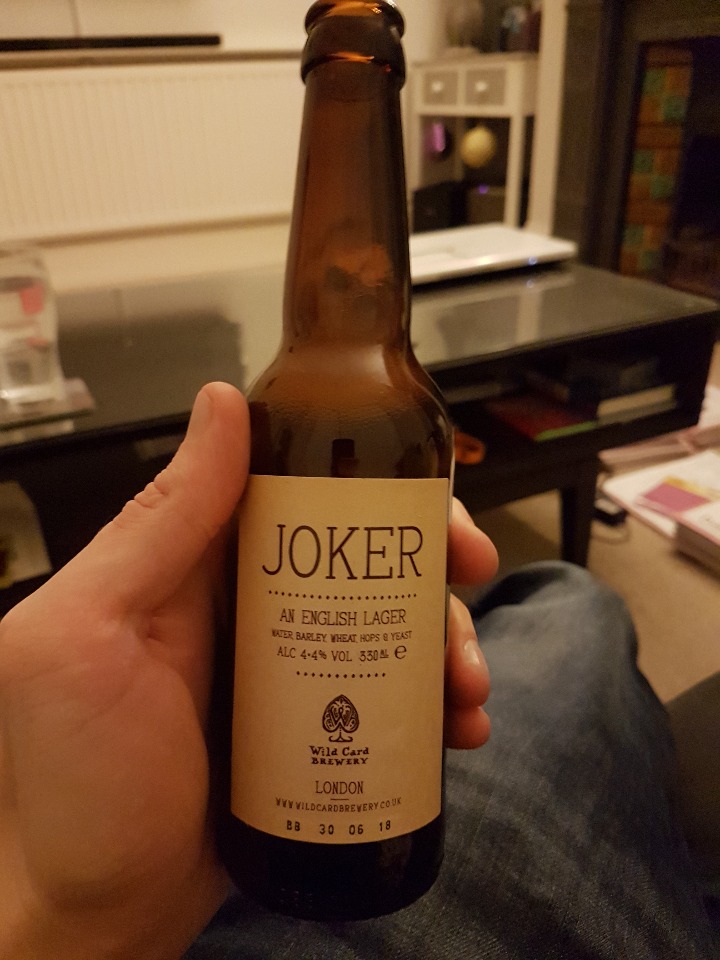 JOKER
AN ENGLISH LAGER
WATER, BARLEY, WHEAT, HOPS & YEAST
ALC 4·4% VOL 330ML e
Wild Card
BREWERY
LONDON
WWW.WILDCARDBREWERY.CO.UK
BB 30 06 18